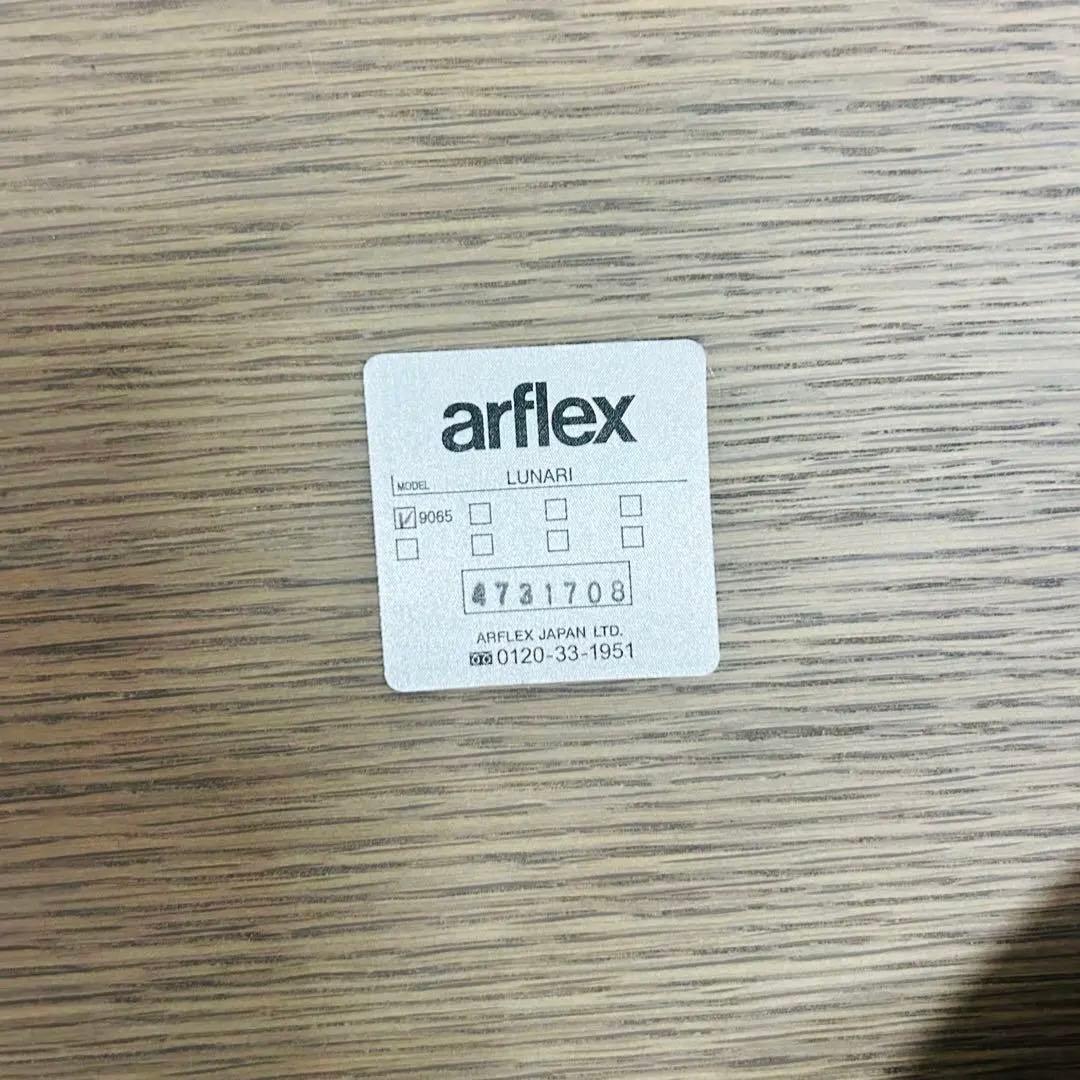 arflex
MODEL LUNARI
9065
4731708
ARFLEX JAPAN LTD.
0120-33-1951